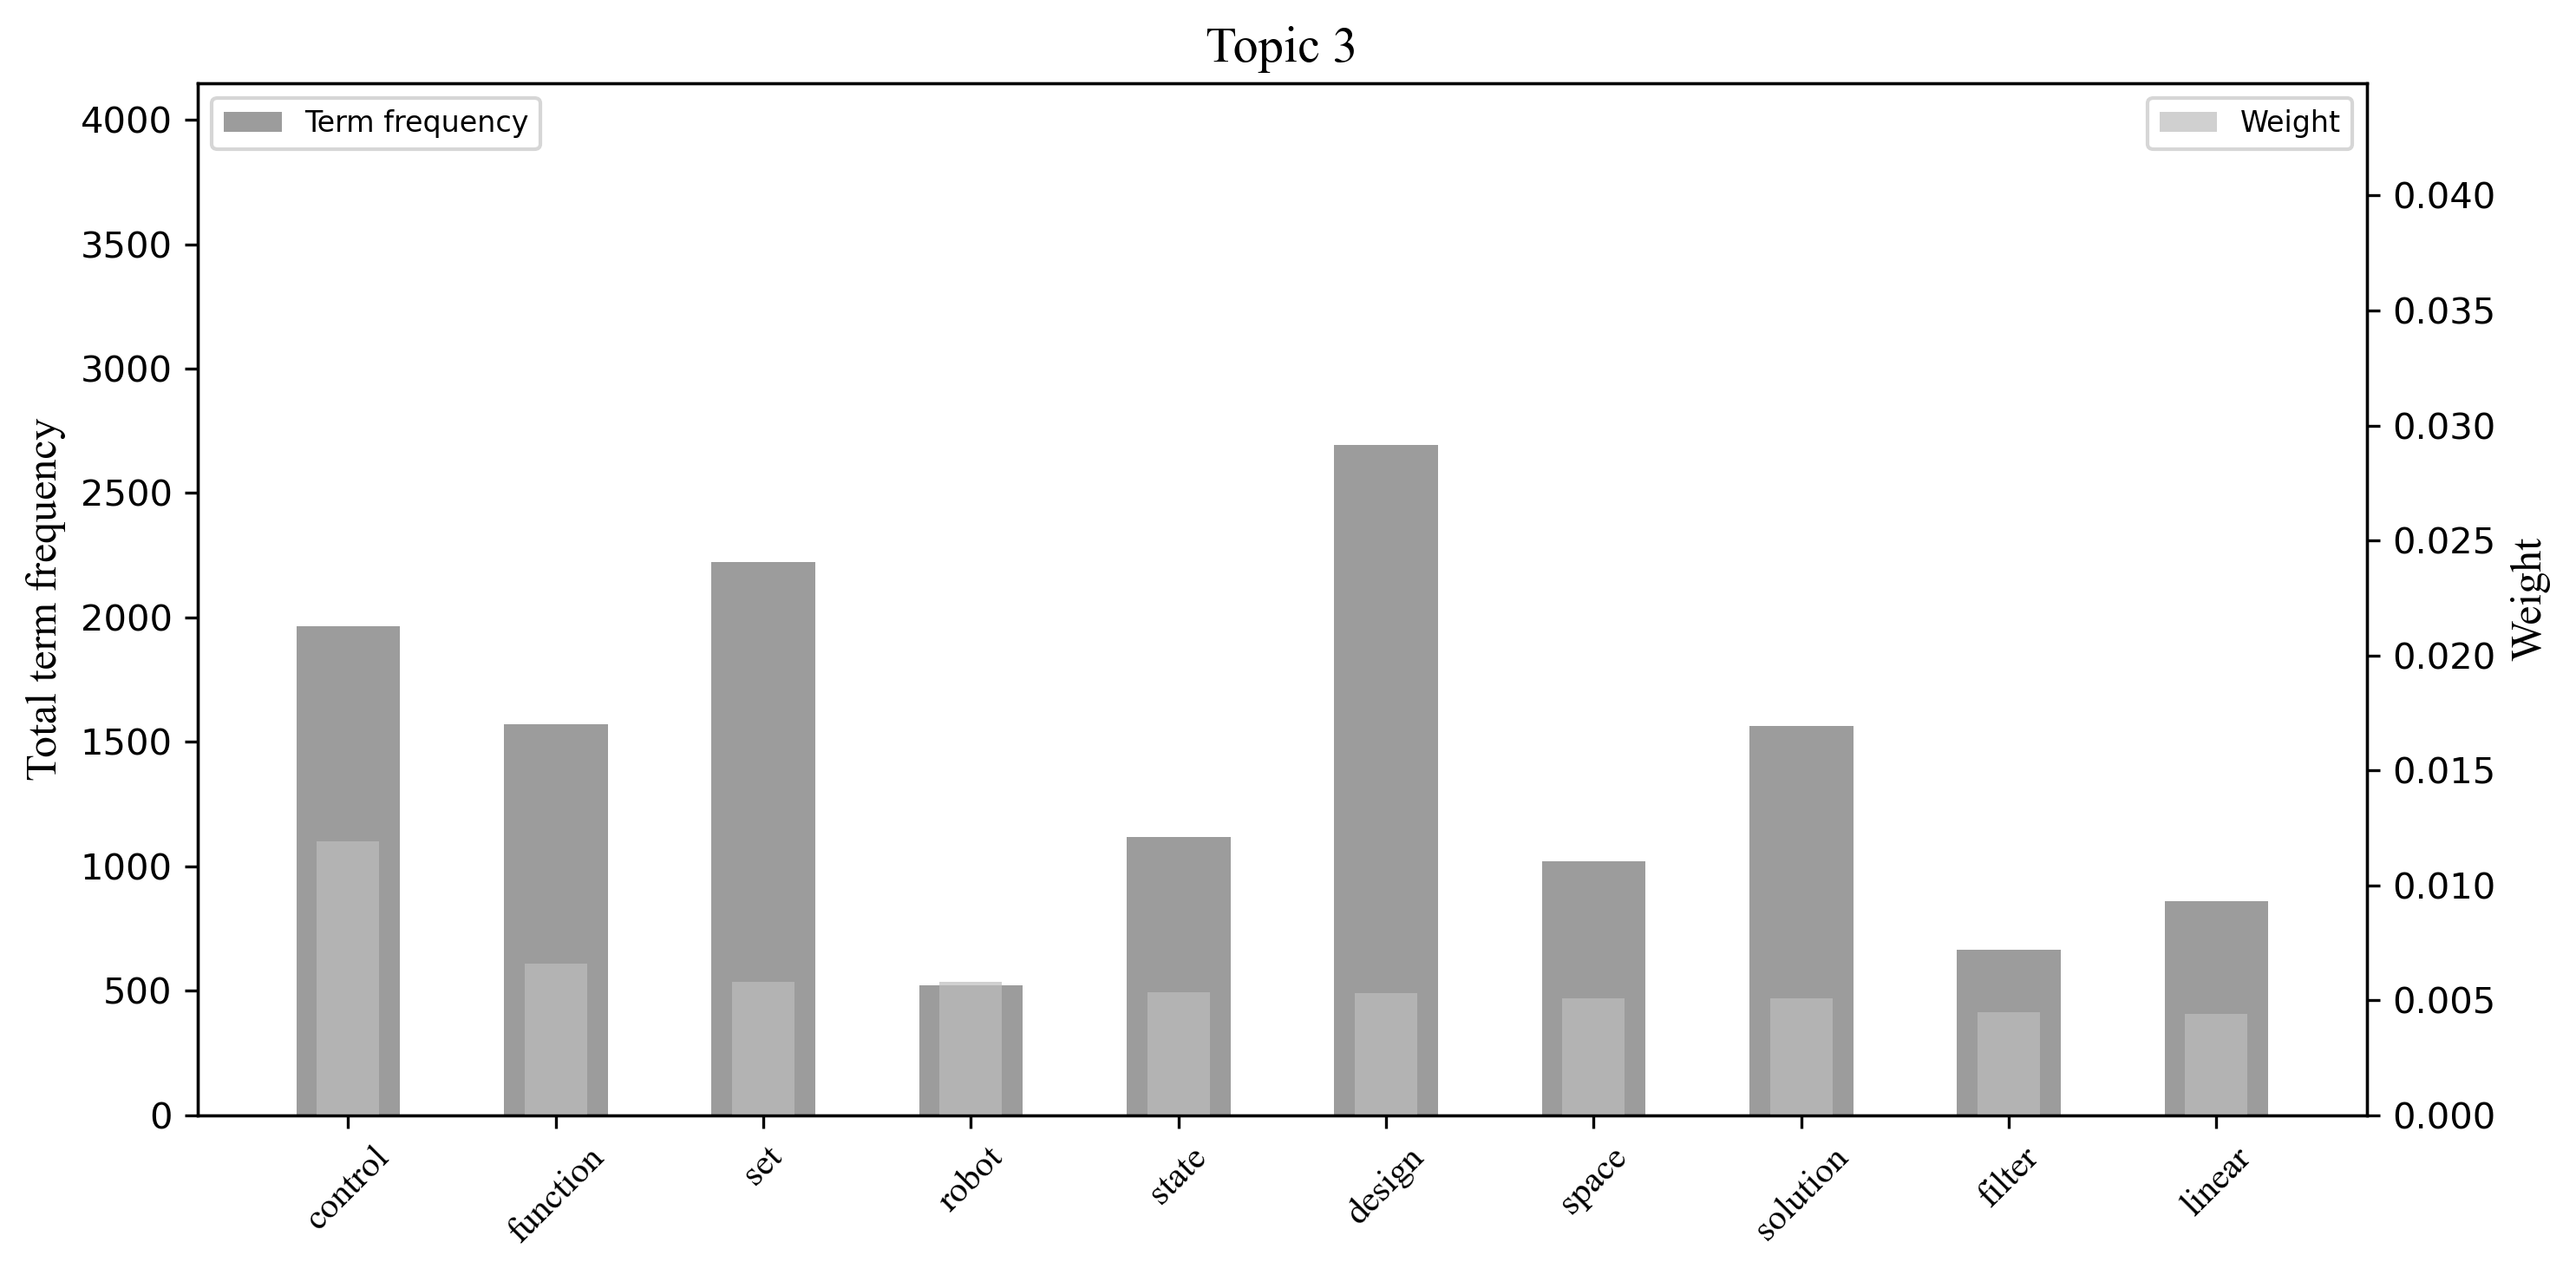 Topic 3
Term frequency
Weight
4000
3500
3000
2500
2000
1500
1000
500
0
Total term frequency
0.040
0.035
0.030
0.025
0.020
0.015
0.010
0.005
0.000
Weight
control
function
set
robot
state
design
space
solution
filter
linear